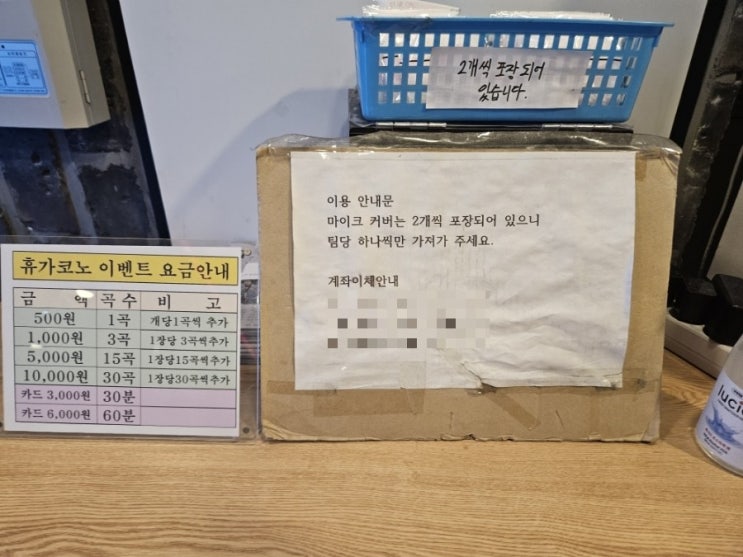 2개씩 포장되어
있습니다.
이용 안내문
마이크 커버는 2개씩 포장되어 있으니
팀당 하나씩만 가져가 주세요.
계좌이체안내
휴가코노 이벤트 요금안내
금 액 곡 수 비 고
500원 1곡 개당1곡씩 추가
1,000원 3곡 1장당 3곡씩추가
5,000원 15곡 1장당15곡씩추가
10,000원 30곡 1장당30곡씩추가
카드 3,000원 30분
카드 6,000원 60분
luci